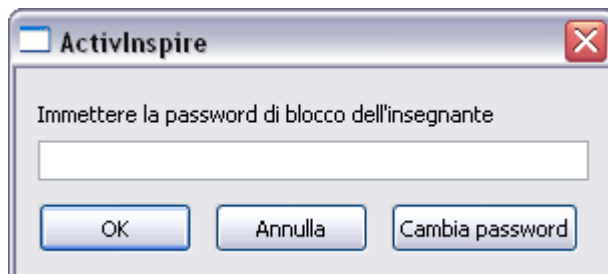 ActivInspire
Immettere la password di blocco dell'insegnante
OK Annulla Cambia password